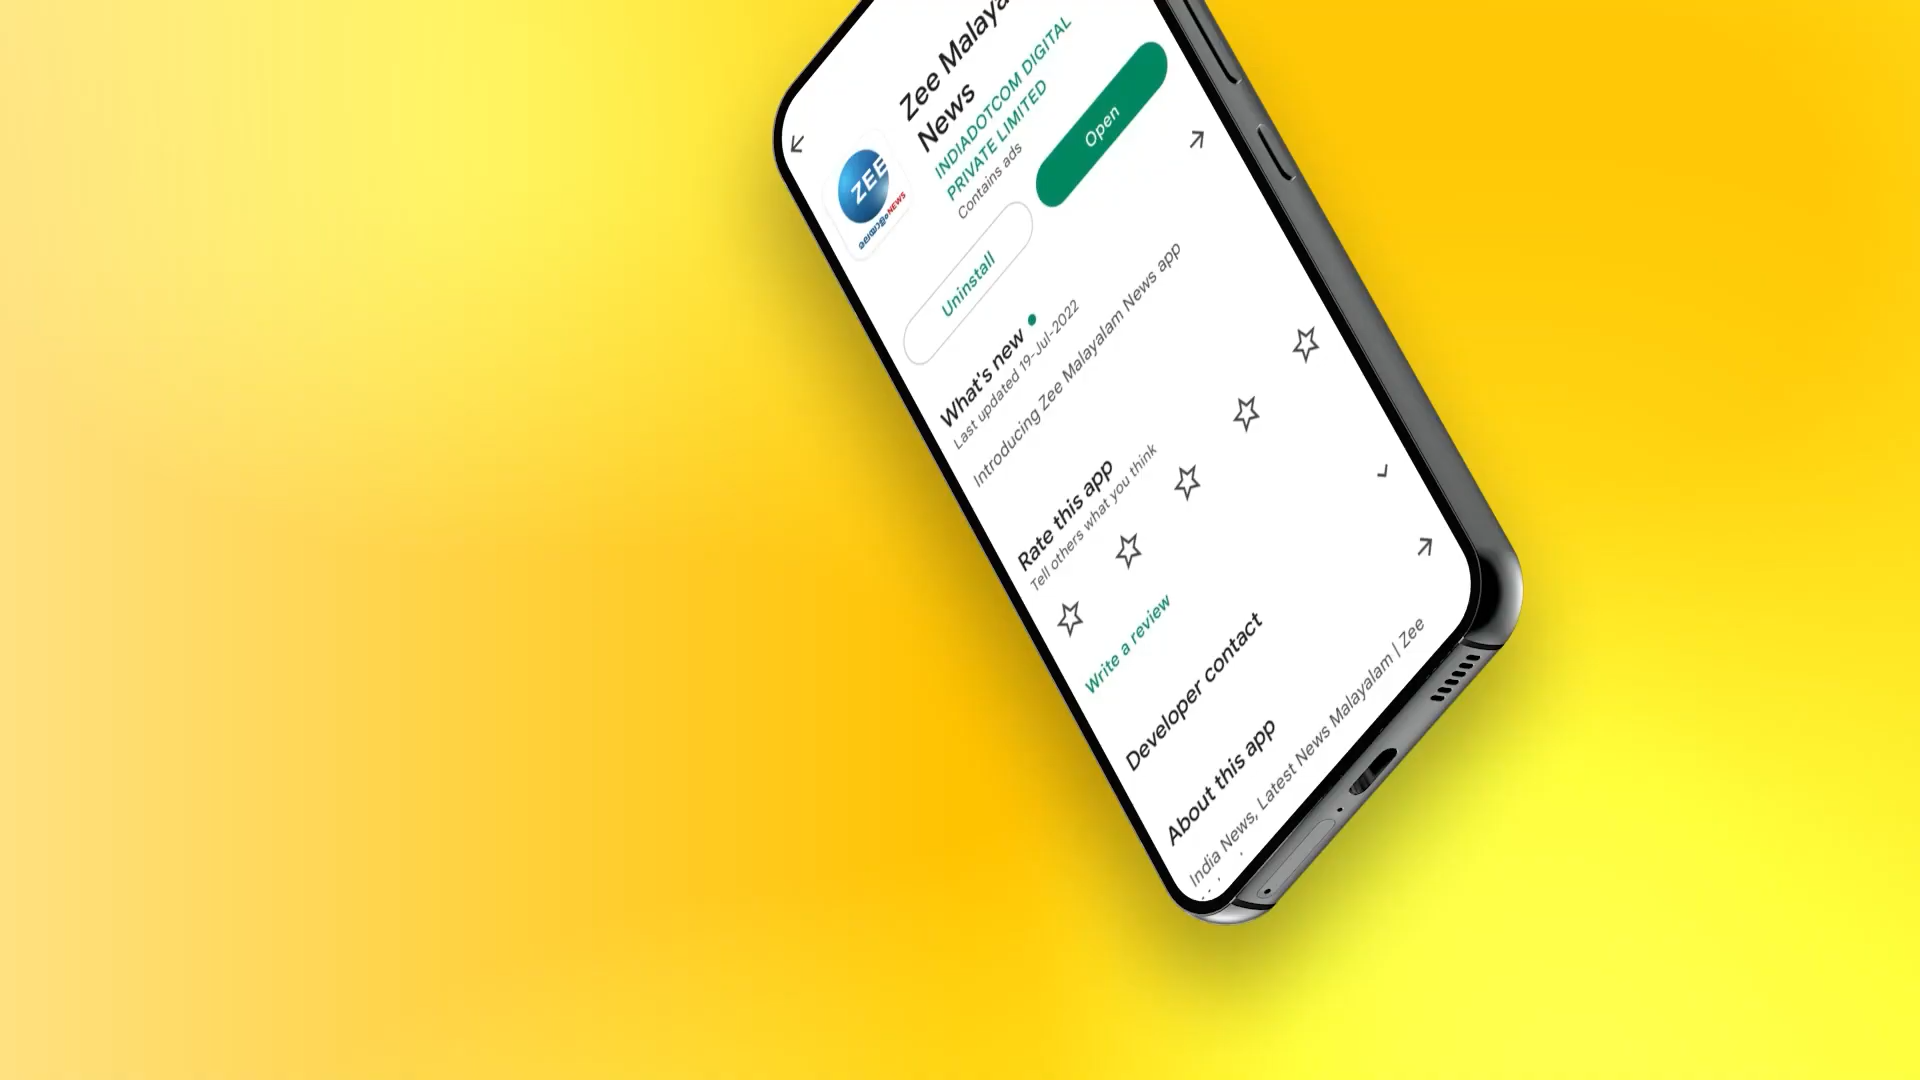 Zee Malaya
News
INDIADOTCOM DIGITAL
PRIVATE LIMITED
Contains ads
ZEE
മലയാളം NEWS
Uninstall
Open
What's new
Last updated 19-Jul-2022
Introducing Zee Malayalam News app
Rate this app
Tell others what you think
Write a review
Developer contact
About this app
India News, Latest News Malayalam | Zee